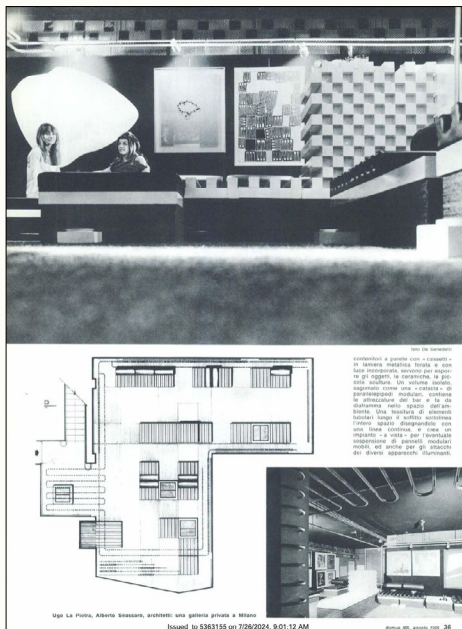 foto De Benedetti
contenitori a parete con « cassetti »
in lamiera metallica forata e con
luce incorporata, servono per espor-
re gli oggetti, le ceramiche, le pic-
cole sculture. Un volume isolato,
sagomato come una « catasta » di
parallelepipedi modulari, contiene
le attrezzature del bar e fa da
diaframma nello spazio dell'am-
biente. Una tessitura di elementi
tubolari lungo il soffitto sottolinea
l'intero spazio disegnandolo con
una linea continua, e crea un
impianto « a vista » per l'eventuale
sospensione di pannelli modulari
mobili, ed anche per gli attacchi
dei diversi apparecchi illuminanti.
Ugo La Pietra, Alberto Seassaro, architetti: una galleria privata a Milano
Issued to 5363155 on 7/26/2024, 9:01:12 AM
agosto
36